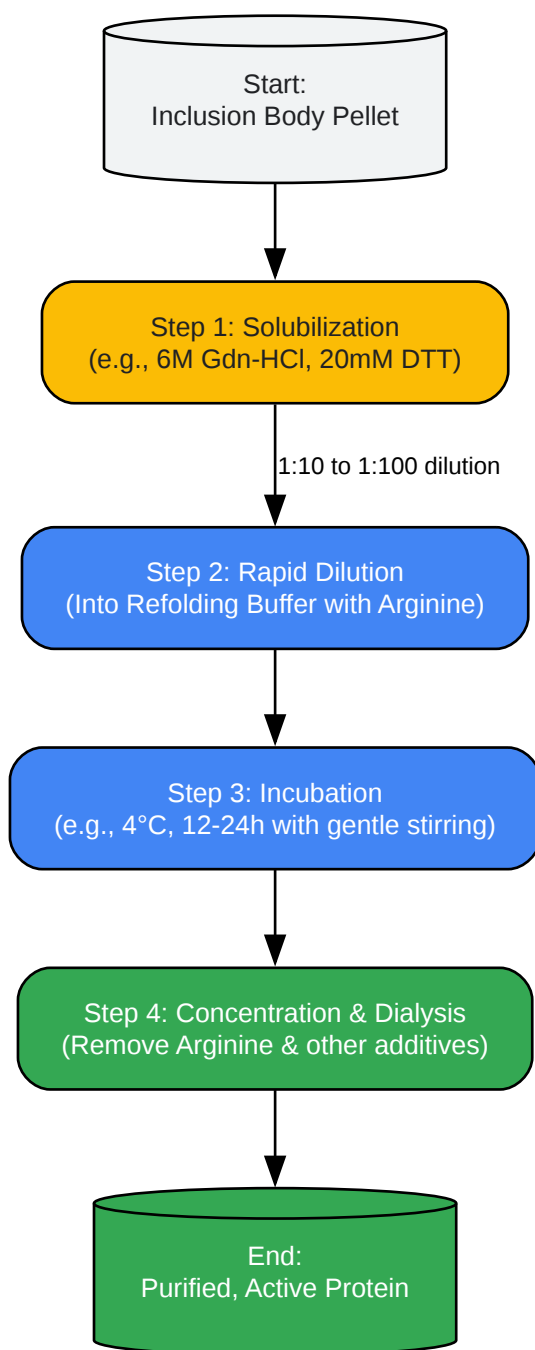 Start:
Inclusion Body Pellet
Step 1: Solubilization
(e.g., 6M Gdn-HCl, 20mM DTT)
1:10 to 1:100 dilution
Step 2: Rapid Dilution
(Into Refolding Buffer with Arginine)
Step 3: Incubation
(e.g., 4°C, 12-24h with gentle stirring)
Step 4: Concentration & Dialysis
(Remove Arginine & other additives)
End:
Purified, Active Protein